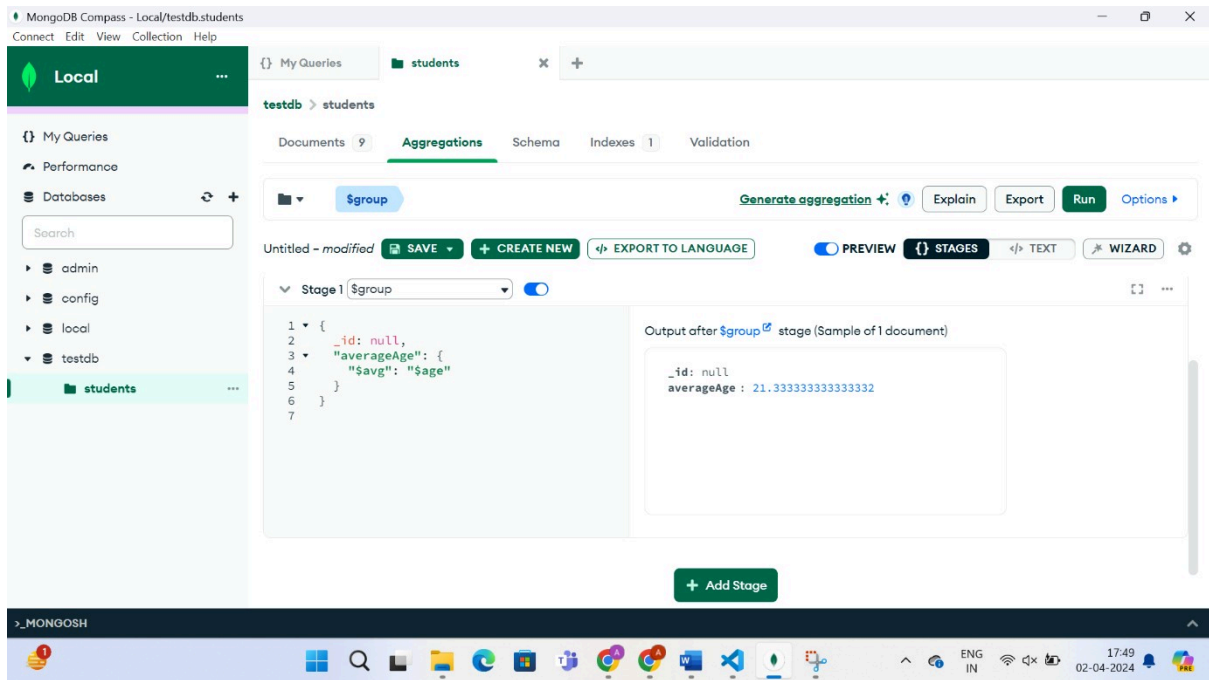 MongoDB Compass - Local/testdb.students
Connect Edit View Collection Help
Local
{} My Queries
Performance
Databases
Search
admin
config
local
testdb
students
{} My Queries students
testdb > students
Documents 9 Aggregations Schema Indexes 1 Validation
$group Generate aggregation Explain Export Run Options
Untitled – modified SAVE + CREATE NEW </> EXPORT TO LANGUAGE PREVIEW {} STAGES </> TEXT WIZARD
Stage 1 $group
1 {
2 _id: null,
3 "averageAge": {
4 "$avg": "$age"
5 }
6 }
7
Output after $group stage (Sample of 1 document)
_id: null
averageAge : 21.333333333333332
+ Add Stage
>_MONGOSH
1
ENG
IN
17:49
02-04-2024
PRE